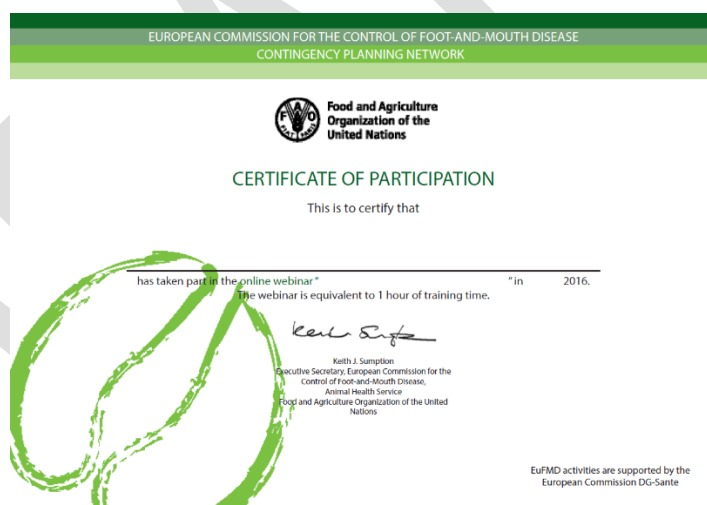 EUROPEAN COMMISSION FOR THE CONTROL OF FOOT-AND-MOUTH DISEASE
CONTINGENCY PLANNING NETWORK
Food and Agriculture
Organization of the
United Nations
CERTIFICATE OF PARTICIPATION
This is to certify that
has taken part in the online webinar " " in 2016.
The webinar is equivalent to 1 hour of training time.
Keith J. Sumption
Executive Secretary, European Commission for the
Control of Foot-and-Mouth Disease,
Animal Health Service
Food and Agriculture Organization of the United
Nations
EuFMD activities are supported by the
European Commission DG-Sante